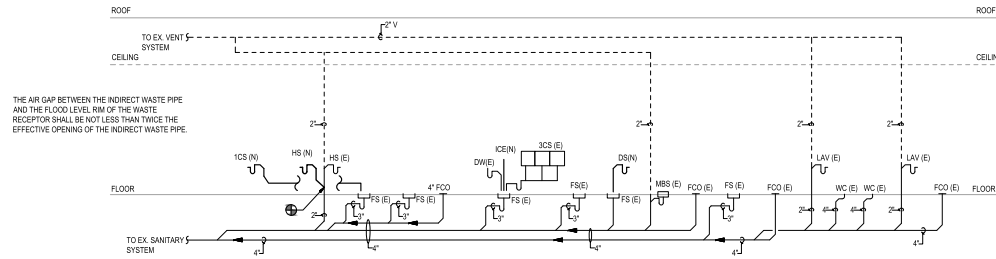 ROOF
ROOF
2" V
TO EX. VENT
SYSTEM
CEILING
CEILIN
THE AIR GAP BETWEEN THE INDIRECT WASTE PIPE
AND THE FLOOD LEVEL RIM OF THE WASTE
RECEPTOR SHALL BE NOT LESS THAN TWICE THE
EFFECTIVE OPENING OF THE INDIRECT WASTE PIPE.
2"
2"
2"
2"
1CS (N)
HS (N)
HS (E)
DW(E)
ICE(N)
3CS (E)
DS(N)
LAV (E)
LAV (E)
FLOOR
FS (E)
FS (E)
4" FCO
FS (E)
FS(E)
FS (E)
MBS (E)
FCO (E)
FS (E)
FCO (E)
WC (E)
WC (E)
FCO (E)
FLOOR
2"
3"
3"
3"
3"
3"
2"
4"
4"
2"
TO EX. SANITARY
SYSTEM
4"
4"
4"
4"
4"